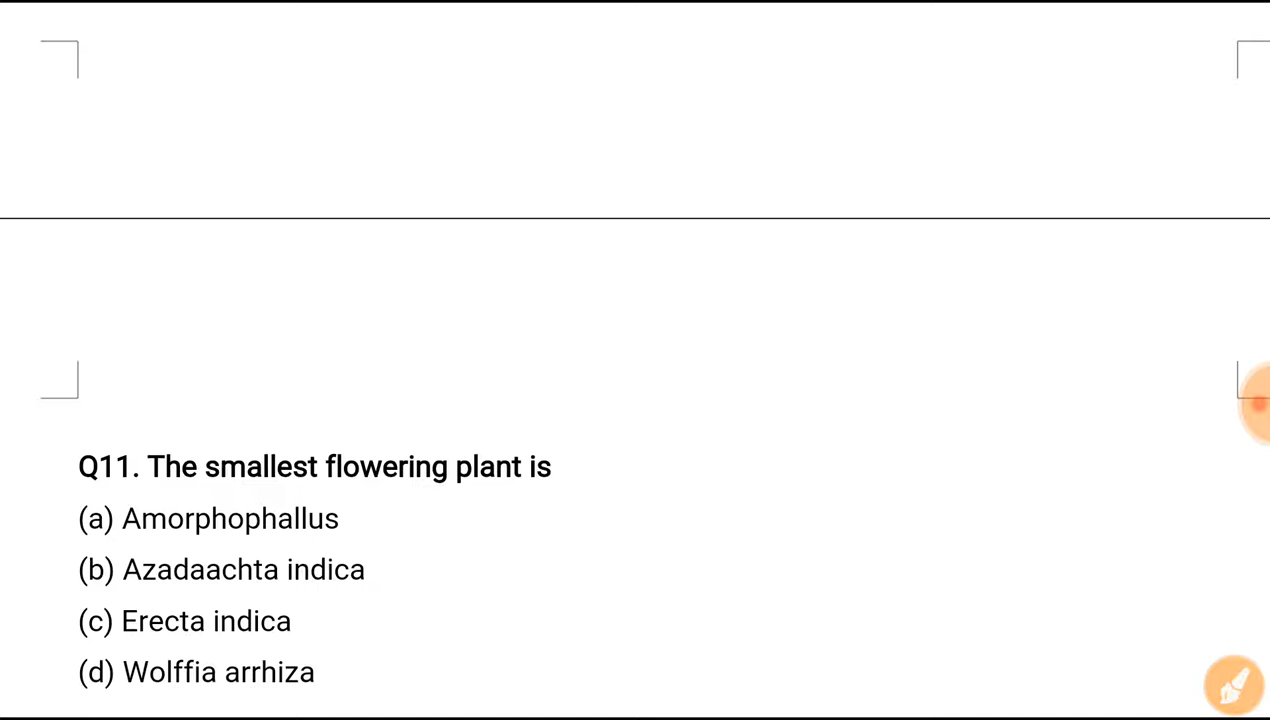 Q11. The smallest flowering plant is
(a) Amorphophallus
(b) Azadaachta indica
(c) Erecta indica
(d) Wolffia arrhiza